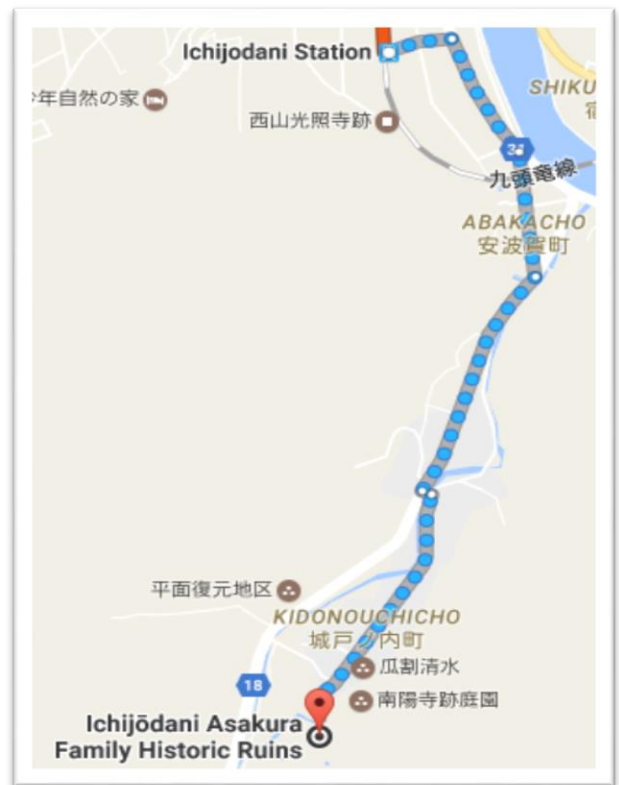 Ichijodani Station
年自然の家
SHIKU
西山光照寺跡
九頭竜線
ABAKACHO
安波賀町
平面復元地区
KIDONOUCHICHO
城戸ノ内町
瓜割清水
18
南陽寺跡庭園
Ichijōdani Asakura
Family Historic Ruins